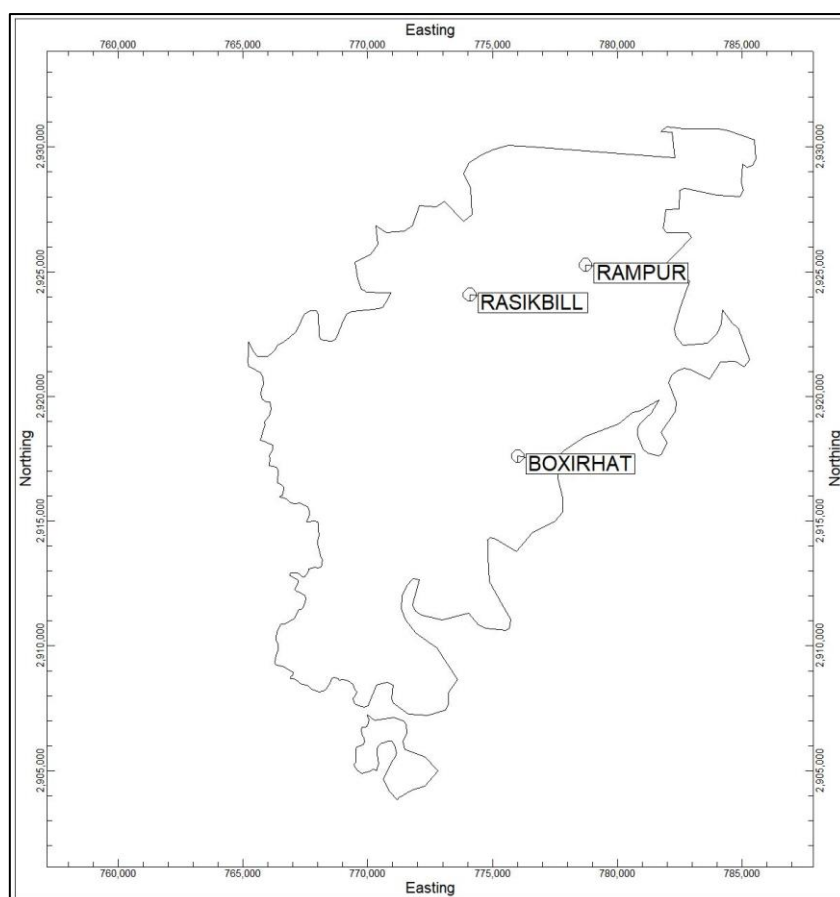 Easting
760,000 765,000 770,000 775,000 780,000 785,000
2,930,000 2,930,000
2,925,000 2,925,000
RAMPUR
RASIKBILL
2,920,000 2,920,000
Northing Northing
BOXIRHAT
2,915,000 2,915,000
2,910,000 2,910,000
2,905,000 2,905,000
760,000 765,000 770,000 775,000 780,000 785,000
Easting